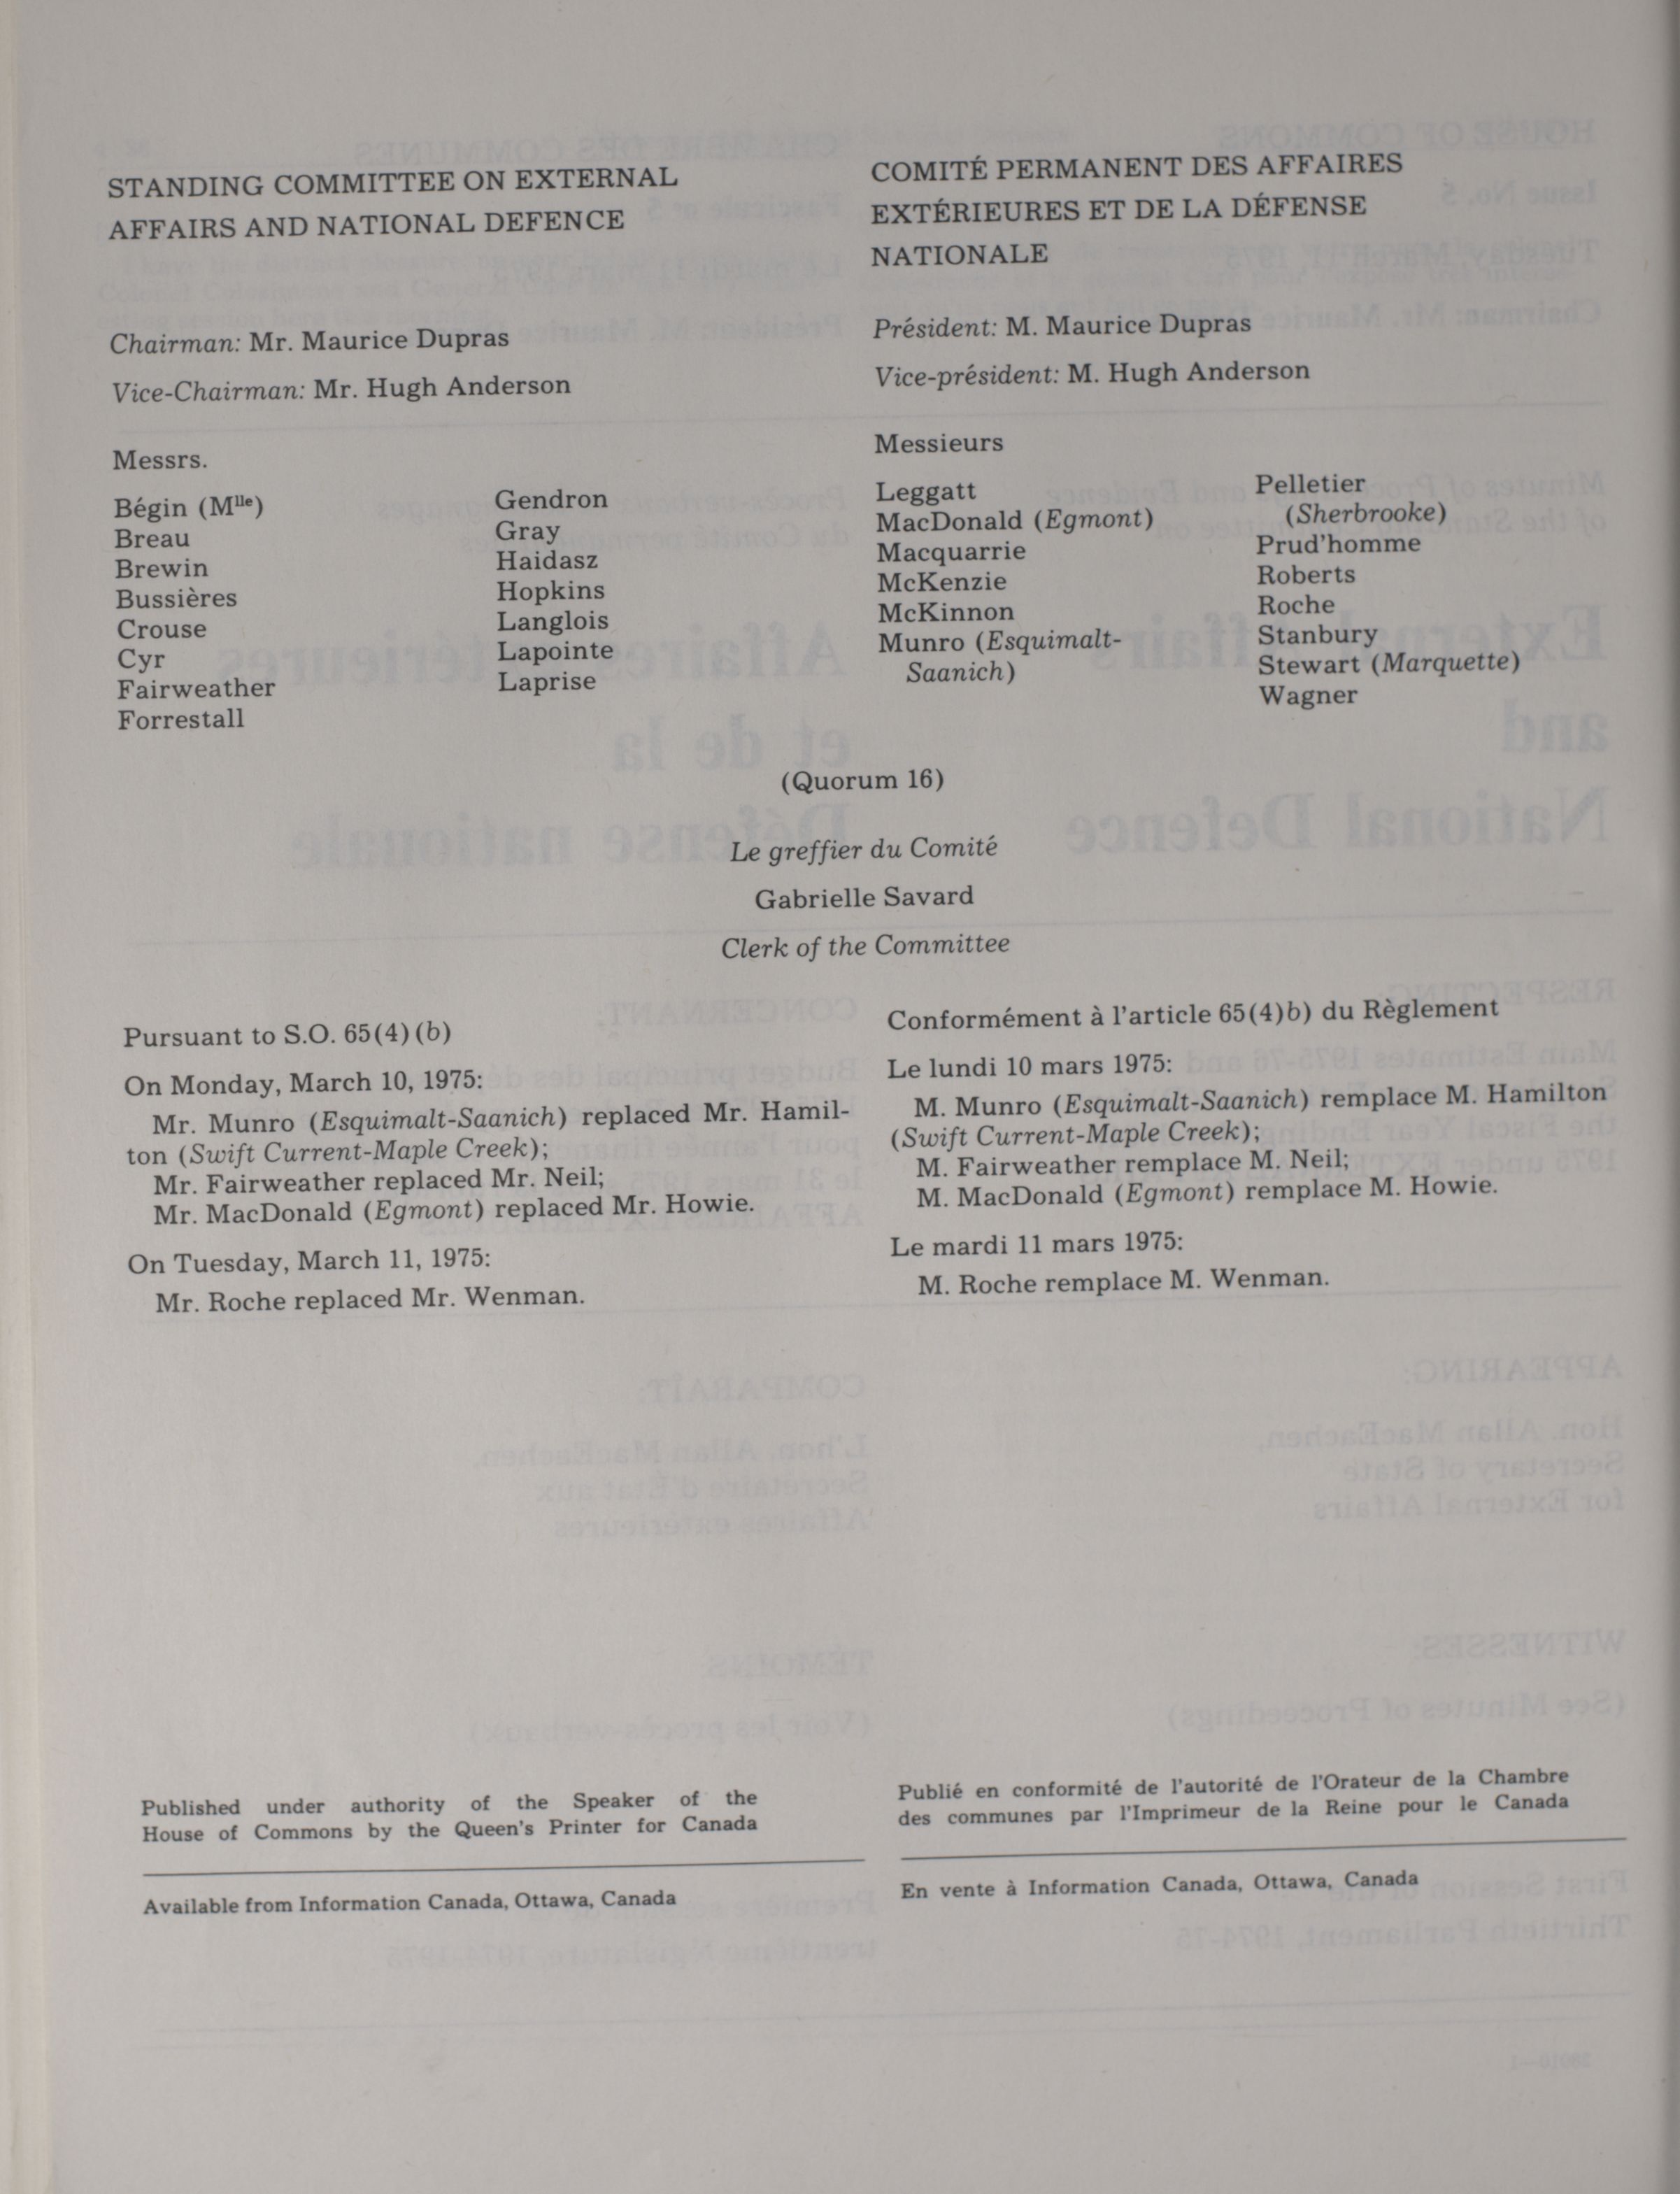 STANDING COMMITTEE ON EXTERNAL
AFFAIRS AND NATIONAL DEFENCE
Chairman: Mr. Maurice Dupras
Vice-Chairman: Mr. Hugh Anderson
COMITÉ PERMANENT DES AFFAIRES
EXTÉRIEURES ET DE LA DÉFENSE
NATIONALE
Président: M. Maurice Dupras
Vice-président: M. Hugh Anderson
Messrs.
Bégin (Mlle)
Breau
Brewin
Bussières
Crouse
Cyr
Fairweather
Forrestall
Gendron
Gray
Haidasz
Hopkins
Langlois
Lapointe
Laprise
Messieurs
Leggatt
MacDonald (Egmont)
Macquarrie
McKenzie
McKinnon
Munro (Esquimalt-
Saanich)
Pelletier
(Sherbrooke)
Prud'homme
Roberts
Roche
Stanbury
Stewart (Marquette)
Wagner
(Quorum 16)
Le greffier du Comité
Gabrielle Savard
Clerk of the Committee
Pursuant to S.O. 65(4)(b)
On Monday, March 10, 1975:
Mr. Munro (Esquimalt-Saanich) replaced Mr. Hamil-
ton (Swift Current-Maple Creek);
Mr. Fairweather replaced Mr. Neil;
Mr. MacDonald (Egmont) replaced Mr. Howie.
On Tuesday, March 11, 1975:
Mr. Roche replaced Mr. Wenman.
Conformément à l'article 65(4)b) du Règlement
Le lundi 10 mars 1975:
M. Munro (Esquimalt-Saanich) remplace M. Hamilton
(Swift Current-Maple Creek);
M. Fairweather remplace M. Neil;
M. MacDonald (Egmont) remplace M. Howie.
Le mardi 11 mars 1975:
M. Roche remplace M. Wenman.
Published under authority of the Speaker of the
House of Commons by the Queen's Printer for Canada
Available from Information Canada, Ottawa, Canada
Publié en conformité de l'autorité de l'Orateur de la Chambre
des communes par l'Imprimeur de la Reine pour le Canada
En vente à Information Canada, Ottawa, Canada